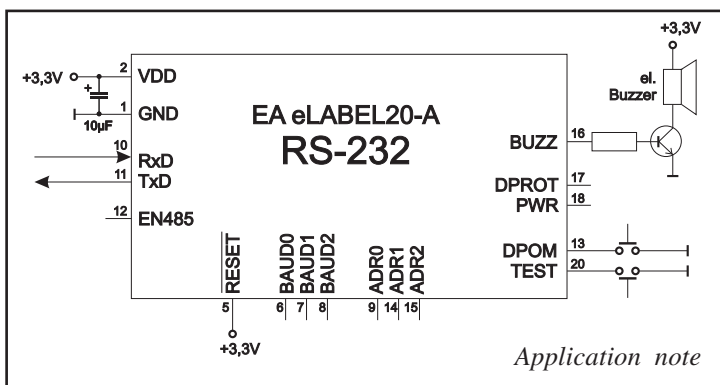 +3,3V
2
VDD
+
1
GND
10µF
10
RxD
11
TxD
12
EN485
EA eLABEL20-A
RS-232
RESET
5
+3,3V
BAUD0
BAUD1
BAUD2
6
7
8
ADR0
ADR1
ADR2
9
14
15
BUZZ
16
DPROT
17
PWR
18
DPOM
13
TEST
20
+3,3V
el.
Buzzer
Application note